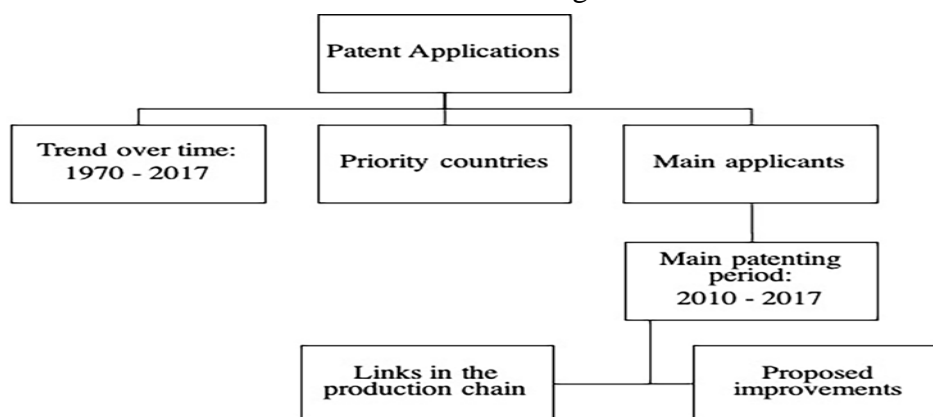 Patent Applications
Trend over time:
1970 - 2017
Priority countries
Main applicants
Main patenting
period:
2010 - 2017
Links in the
production chain
Proposed
improvements